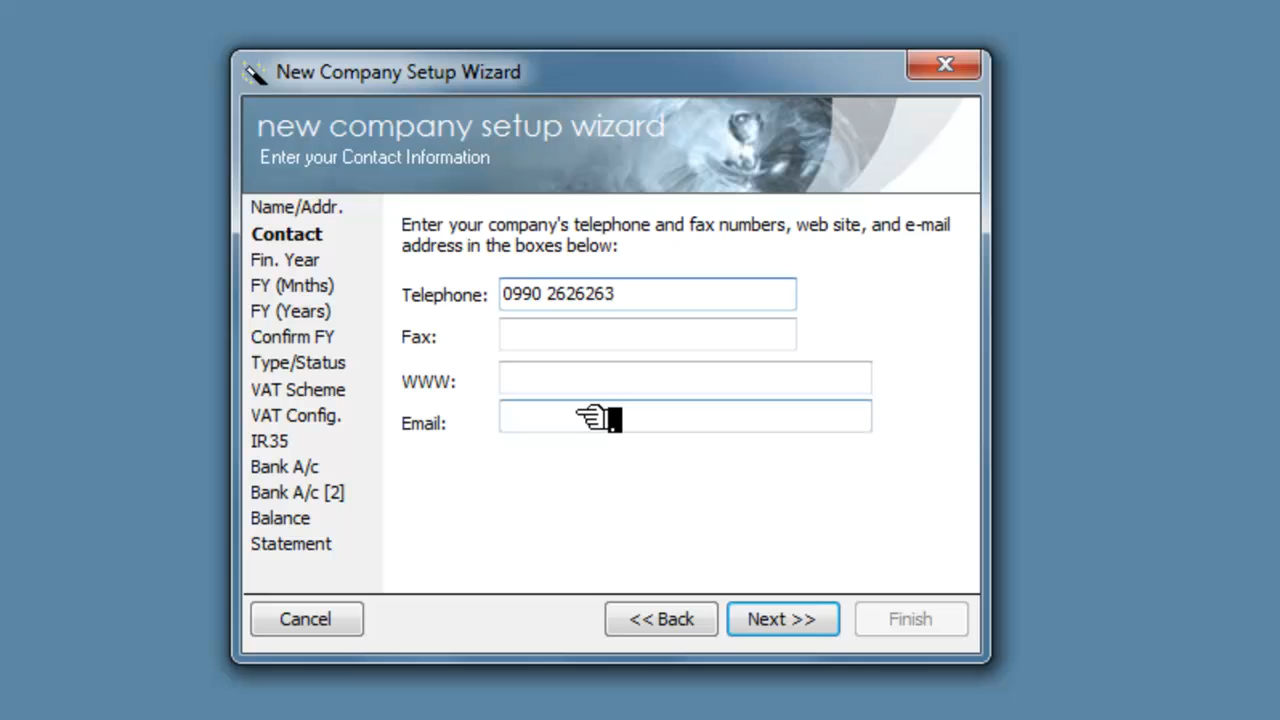 New Company Setup Wizard
new company setup wizard
Enter your Contact Information
Name/Addr.
Contact
Fin. Year
FY (Mnths)
FY (Years)
Confirm FY
Type/Status
VAT Scheme
VAT Config.
IR35
Bank A/c
Bank A/c [2]
Balance
Statement
Enter your company's telephone and fax numbers, web site, and e-mail
address in the boxes below:
Telephone: 0990 2626263
Fax:
WWW:
Email:
Cancel
<< Back
Next >>
Finish